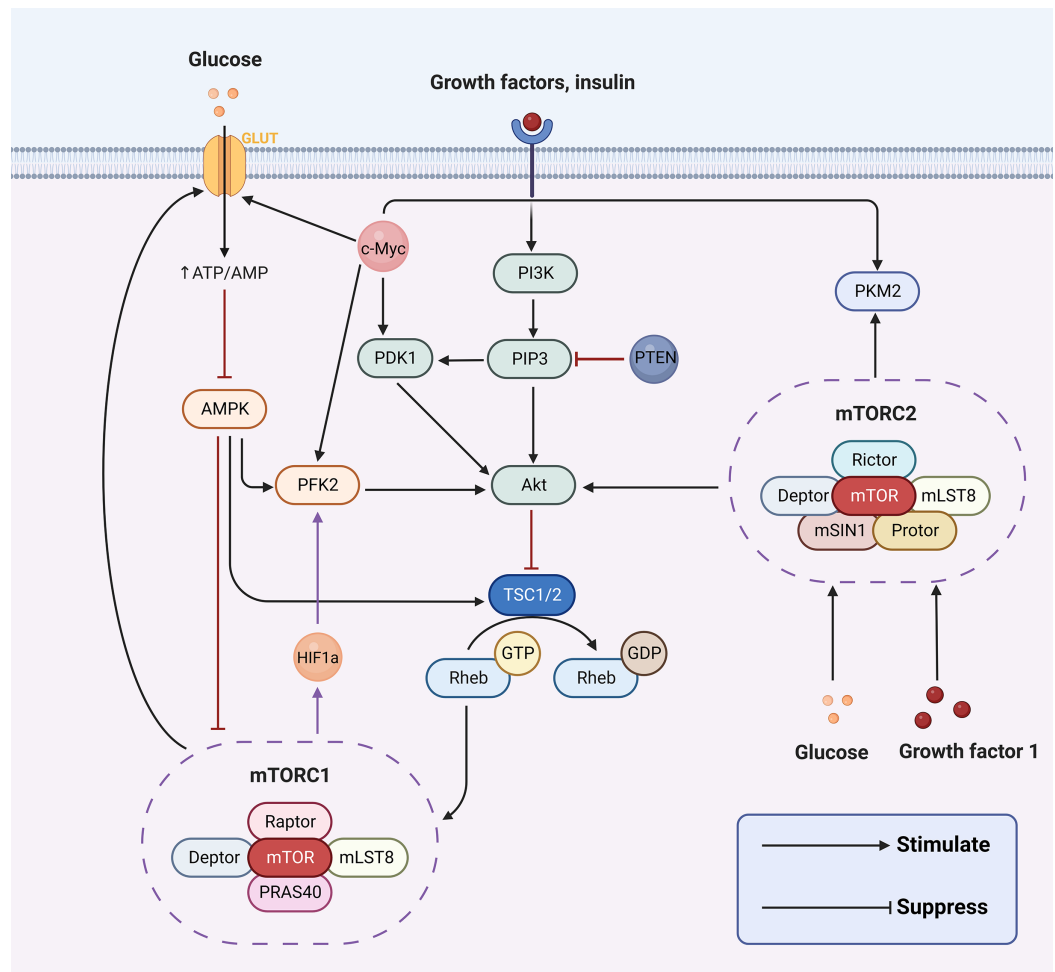 Glucose
Growth factors, insulin
GLUT
c-Myc
↑ATP/AMP
PI3K
PKM2
PDK1
PIP3
PTEN
AMPK
mTORC2
Rictor
PFK2
Akt
Deptor
mTOR
mLST8
mSIN1
Protor
TSC1/2
HIF1a
GTP
GDP
Rheb
Rheb
Glucose
Growth factor 1
mTORC1
Raptor
Deptor
mTOR
mLST8
PRAS40
Stimulate
Suppress